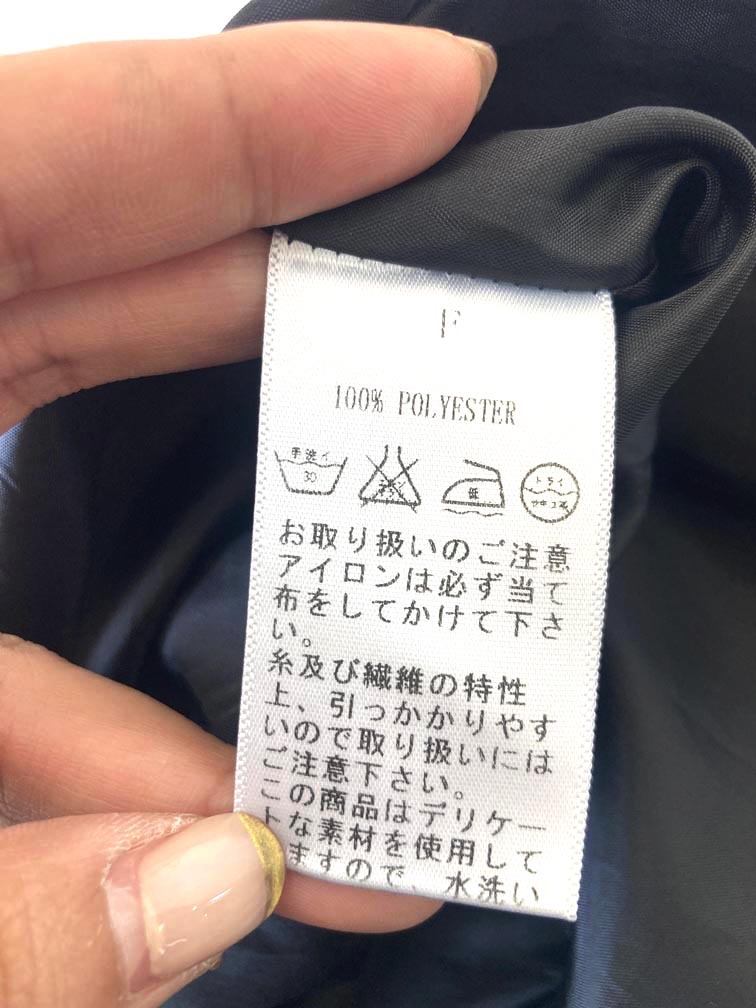 F
100% POLYESTER
手洗イ
30
低
ドライ
お取り扱いのご注意
アイロンは必ず当て
布をしてかけて下さ
い。
糸及び繊維の特性
上、引っかかりやす
いので取り扱いには
ご注意下さい。
この商品はデリケー
トな素材を使用して
ますので、水洗い